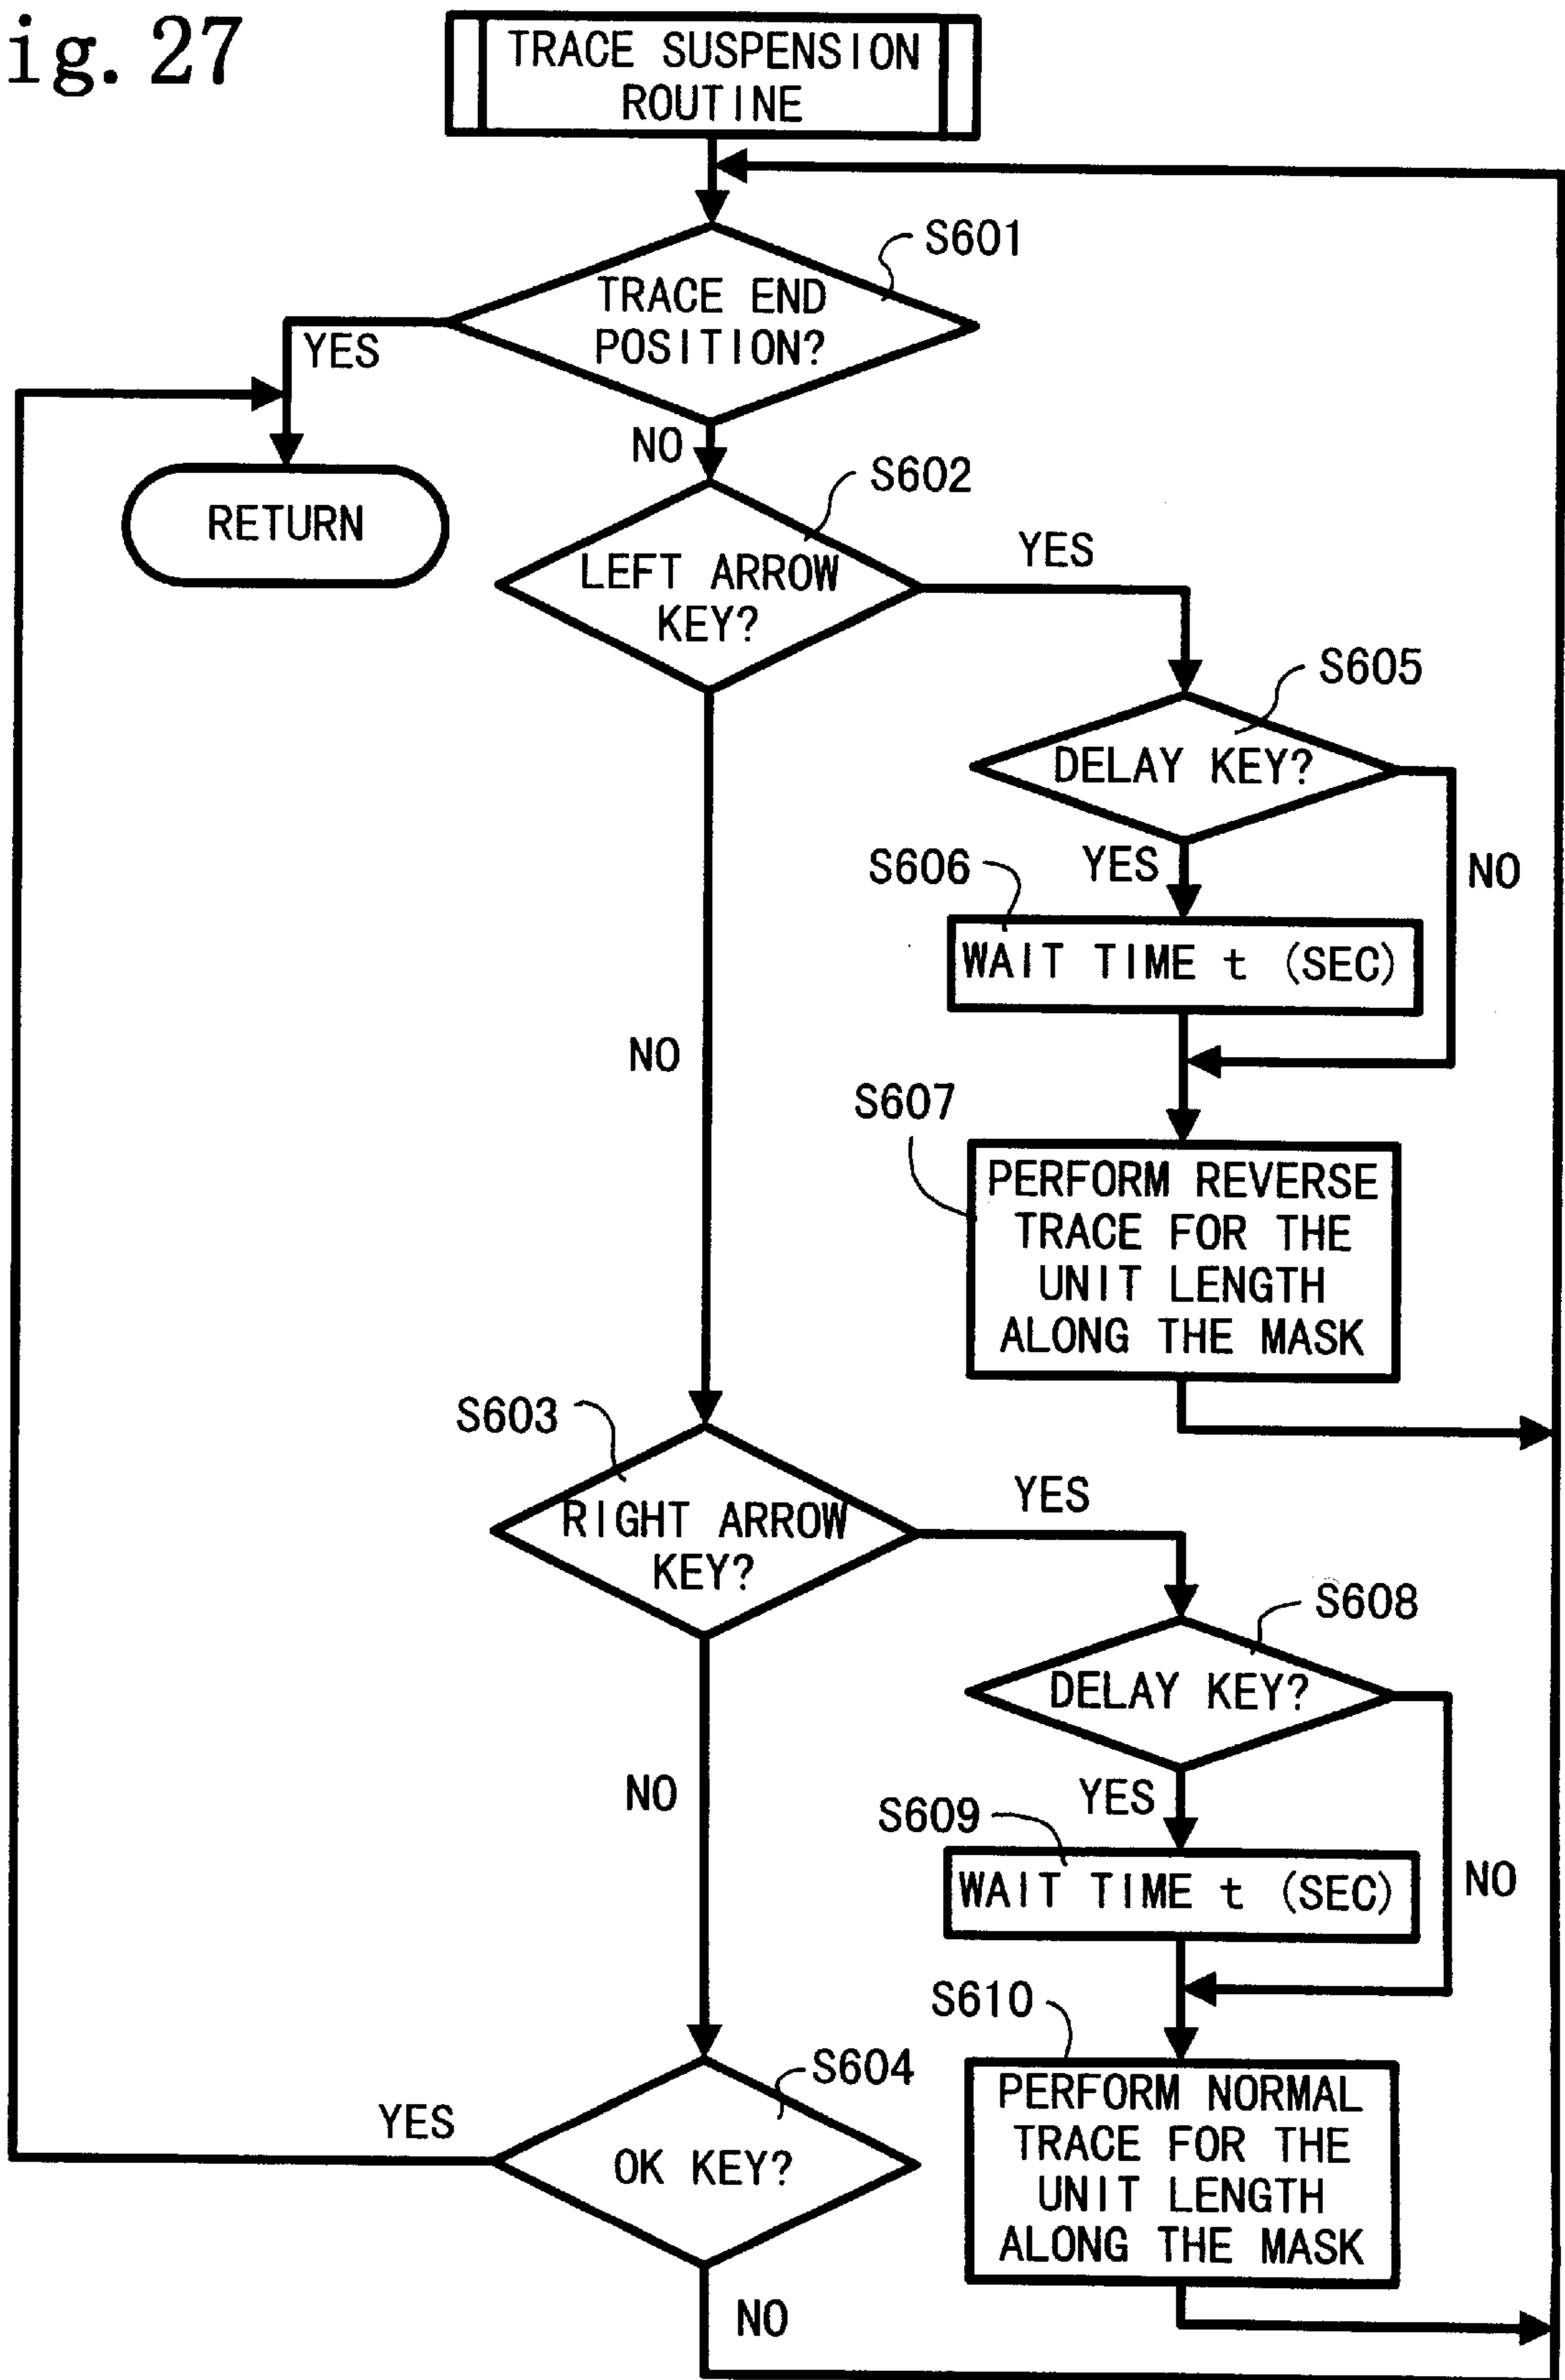 ig. 27
TRACE SUSPENSION
ROUTINE
S601
TRACE END
POSITION?
YES
NO
RETURN
S602
LEFT ARROW
KEY?
YES
S605
DELAY KEY?
S606
YES
NO
WAIT TIME t (SEC)
NO
S607
PERFORM REVERSE
TRACE FOR THE
UNIT LENGTH
ALONG THE MASK
S603
RIGHT ARROW
KEY?
YES
S608
DELAY KEY?
NO
S609
YES
NO
WAIT TIME t (SEC)
S610
PERFORM NORMAL
TRACE FOR THE
UNIT LENGTH
ALONG THE MASK
S604
YES
OK KEY?
NO